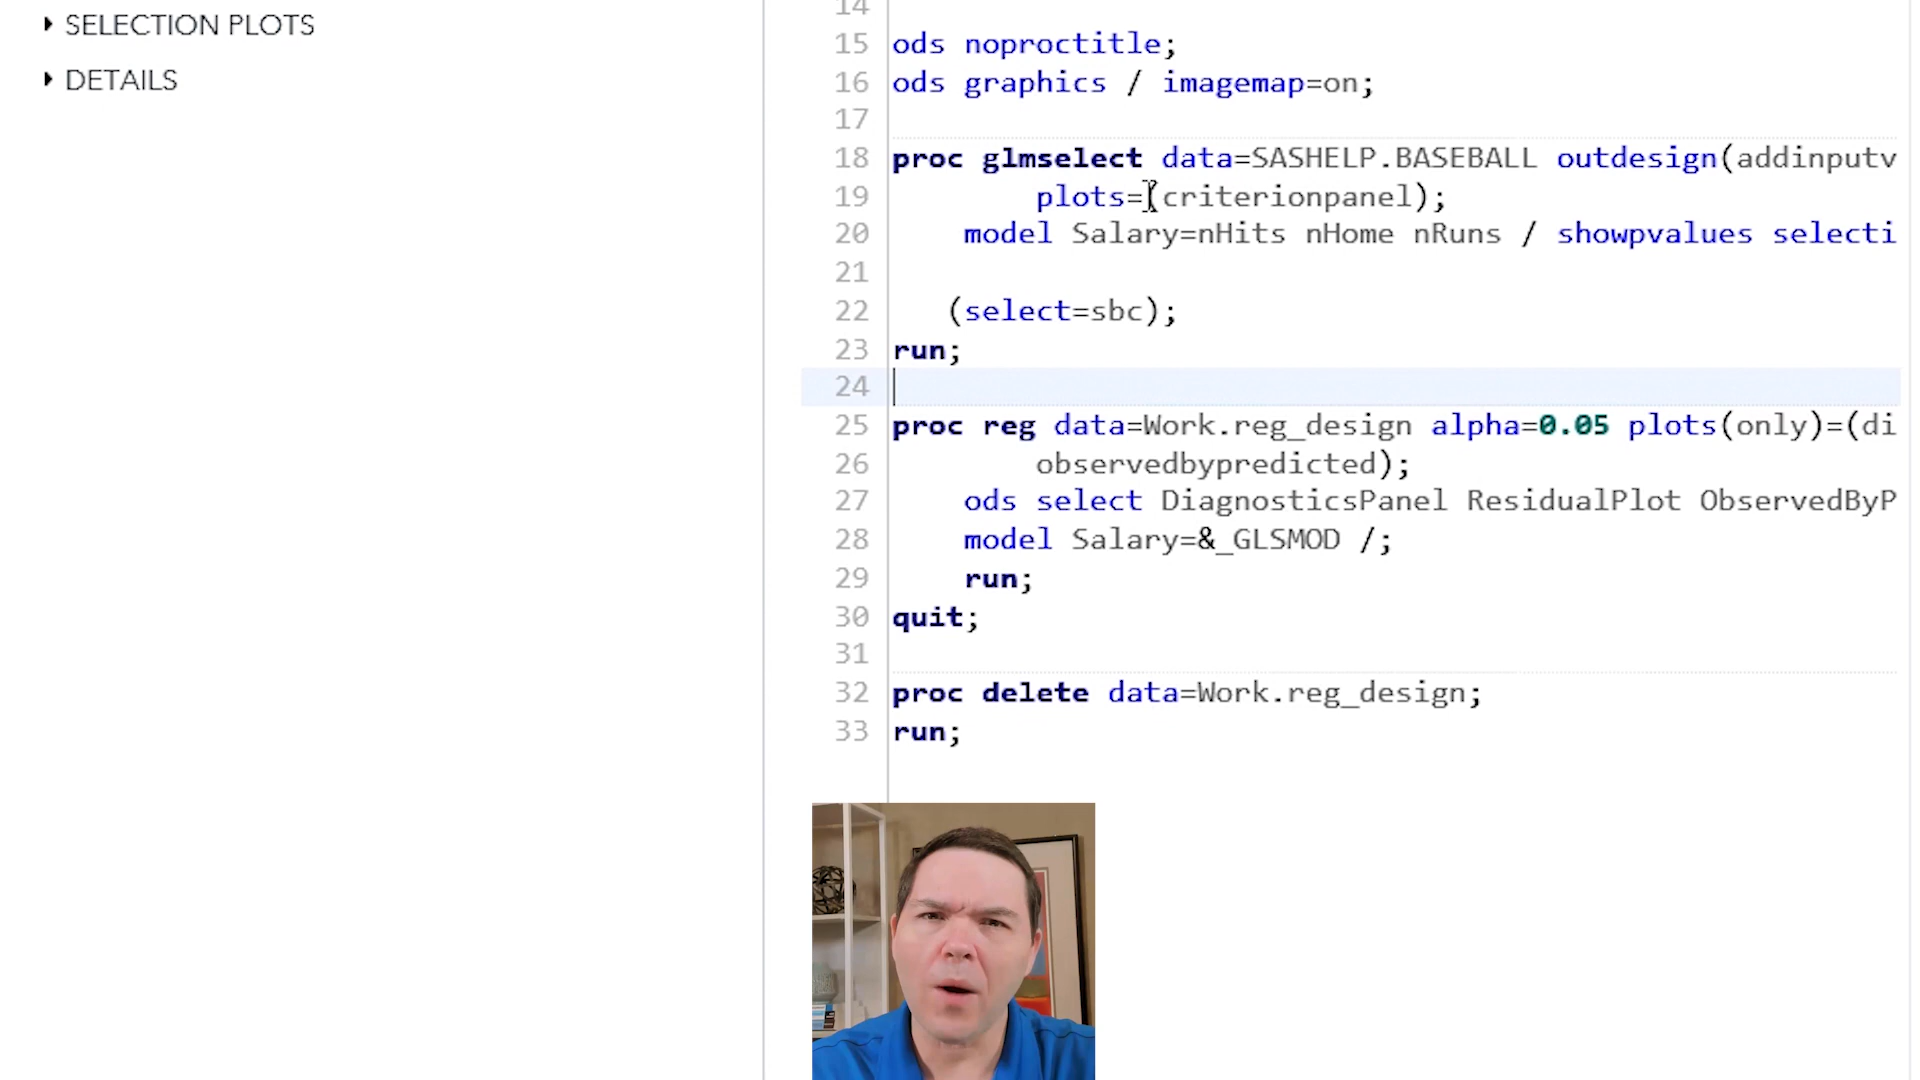 SELECTION PLOTS
DETAILS
14
15 ods noproctitle;
16 ods graphics / imagemap=on;
17
18 proc glmselect data=SASHELP.BASEBALL outdesign(addinputv
19 plots=(criterionpanel);
20 model Salary=nHits nHome nRuns / showpvalues selecti
21
22 (select=sbc);
23 run;
24
25 proc reg data=Work.reg_design alpha=0.05 plots(only)=(di
26 observedbypredicted);
27 ods select DiagnosticsPanel ResidualPlot ObservedByP
28 model Salary=&_GLSMOD /;
29 run;
30 quit;
31
32 proc delete data=Work.reg_design;
33 run;